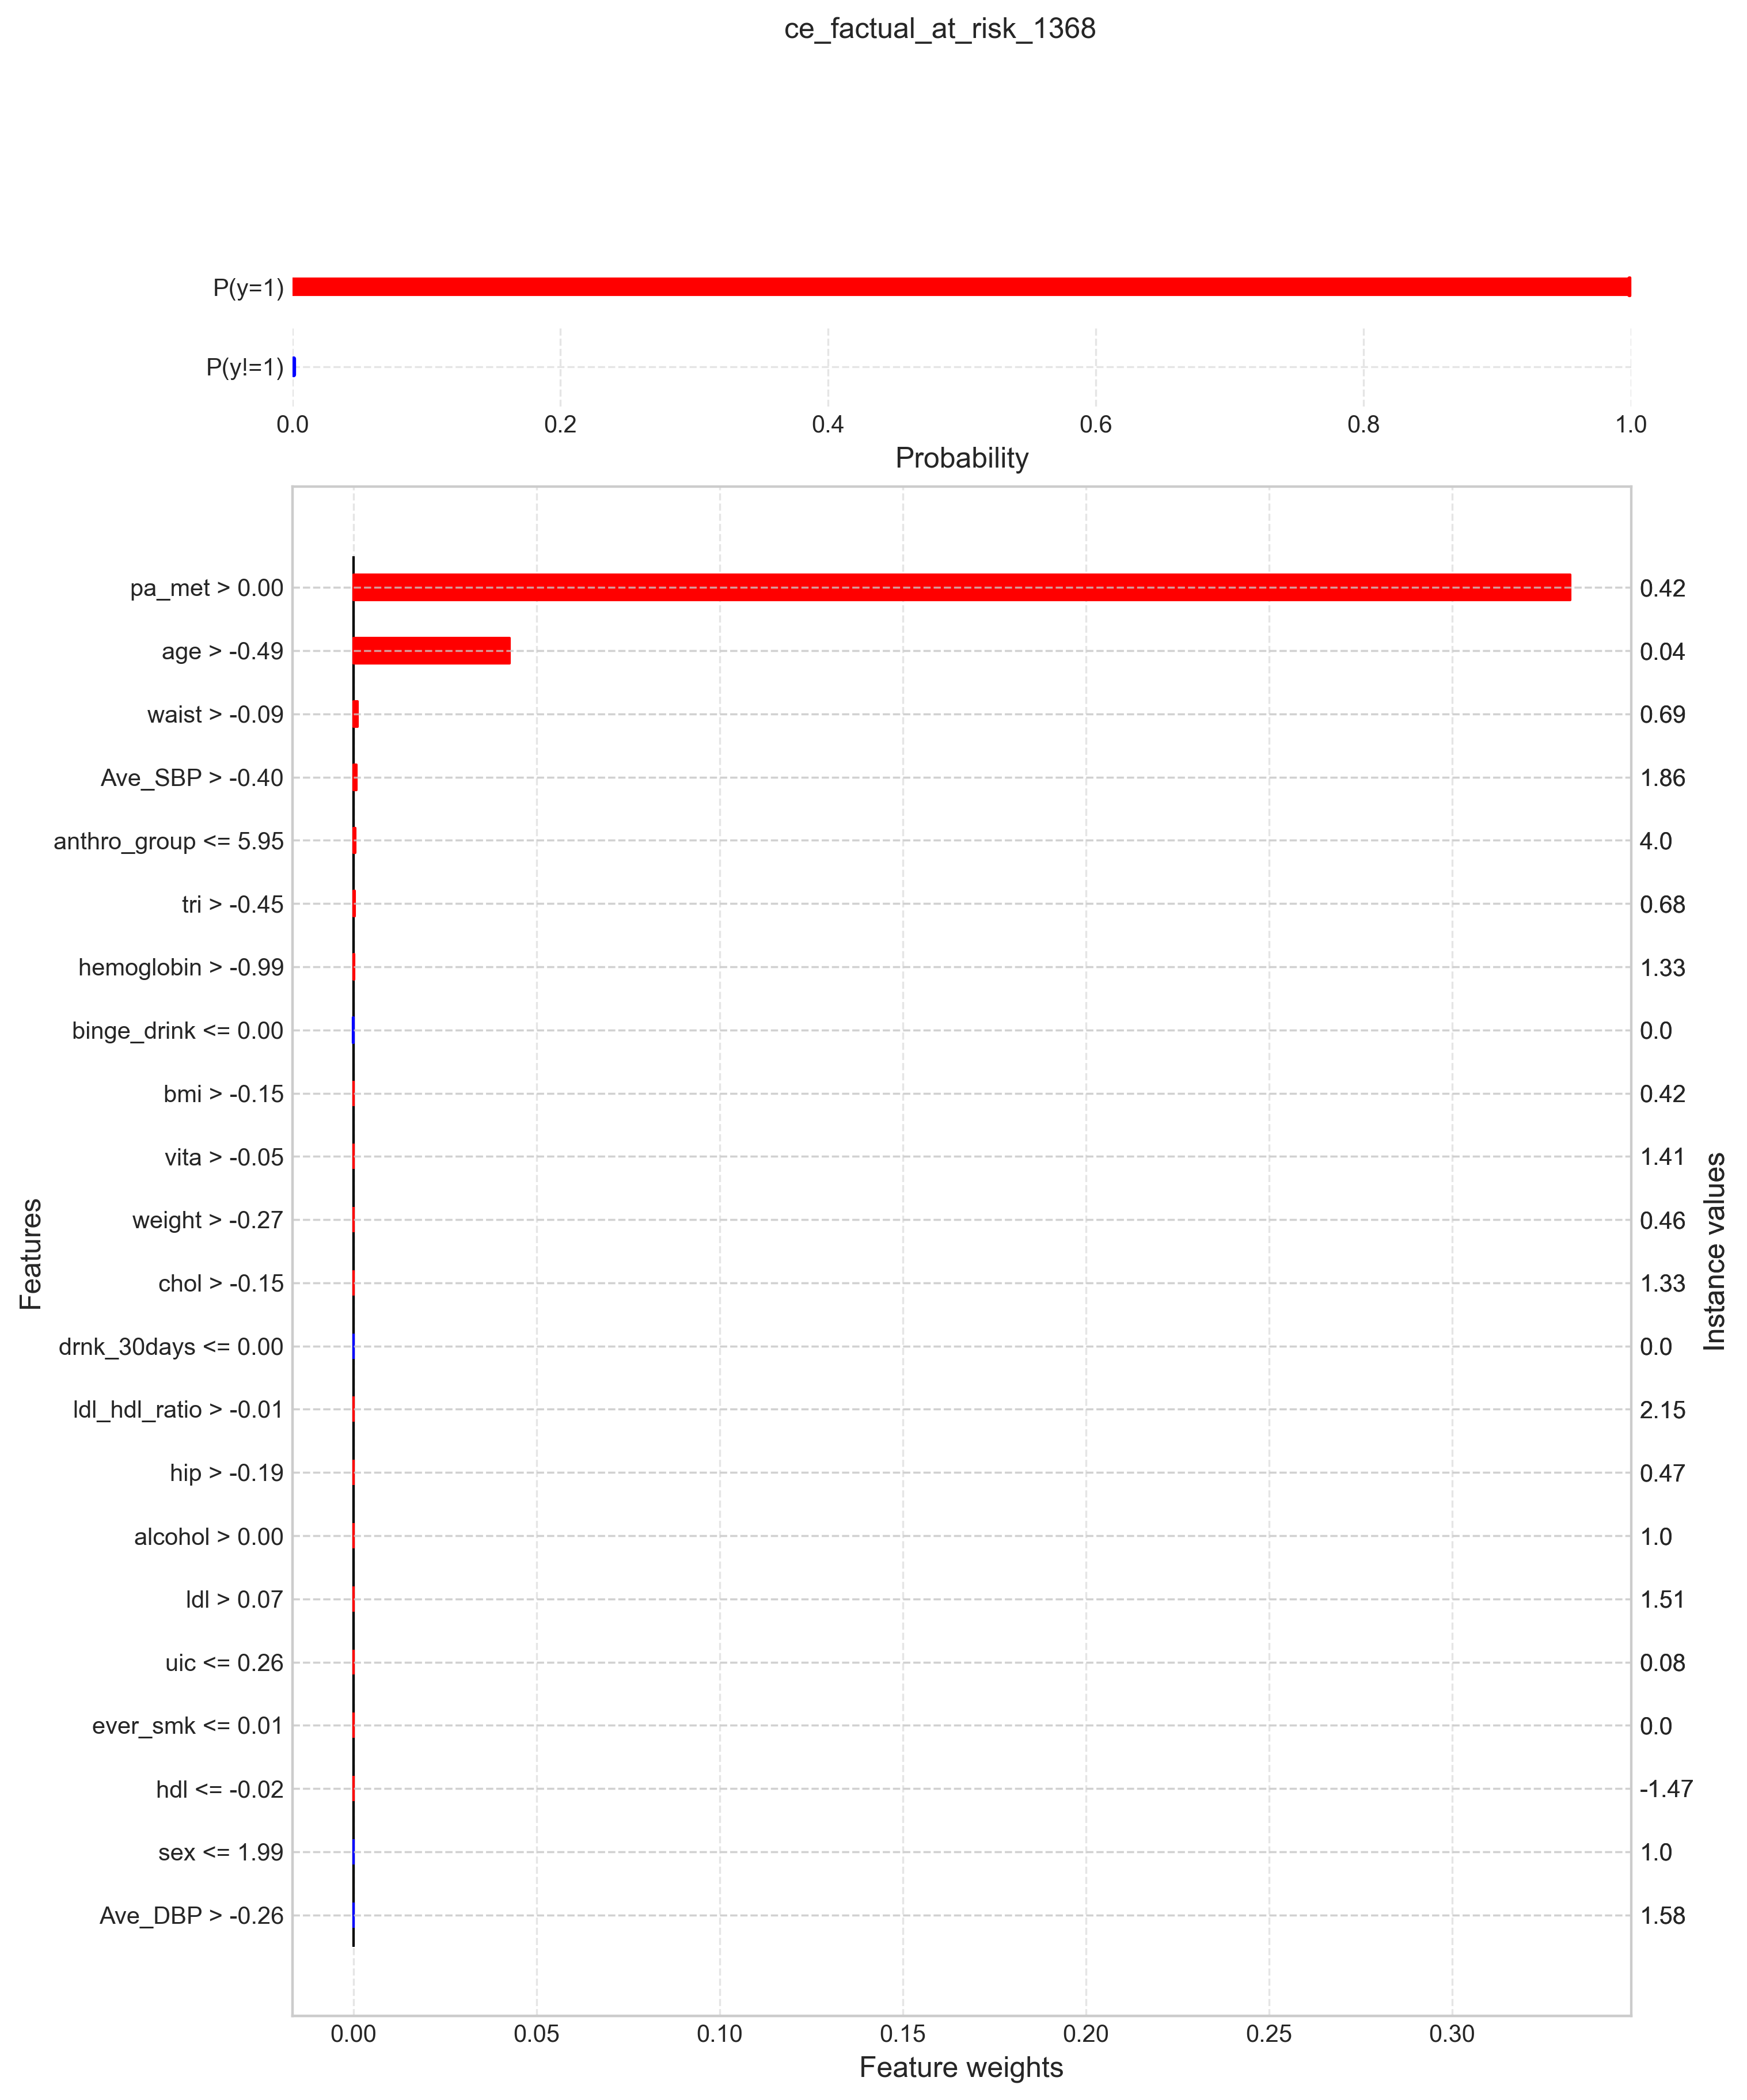 ce_factual_at_risk_1368
P(y=1)
P(y!=1)
0.0 0.2 0.4 0.6 0.8 1.0
Probability
pa_met > 0.00 0.42
age > -0.49 0.04
waist > -0.09 0.69
Ave_SBP > -0.40 1.86
anthro_group <= 5.95 4.0
tri > -0.45 0.68
hemoglobin > -0.99 1.33
binge_drink <= 0.00 0.0
bmi > -0.15 0.42
vita > -0.05 1.41
weight > -0.27 0.46
chol > -0.15 1.33
drnk_30days <= 0.00 0.0
ldl_hdl_ratio > -0.01 2.15
hip > -0.19 0.47
alcohol > 0.00 1.0
ldl > 0.07 1.51
uic <= 0.26 0.08
ever_smk <= 0.01 0.0
hdl <= -0.02 -1.47
sex <= 1.99 1.0
Ave_DBP > -0.26 1.58
Features
Instance values
0.00 0.05 0.10 0.15 0.20 0.25 0.30
Feature weights